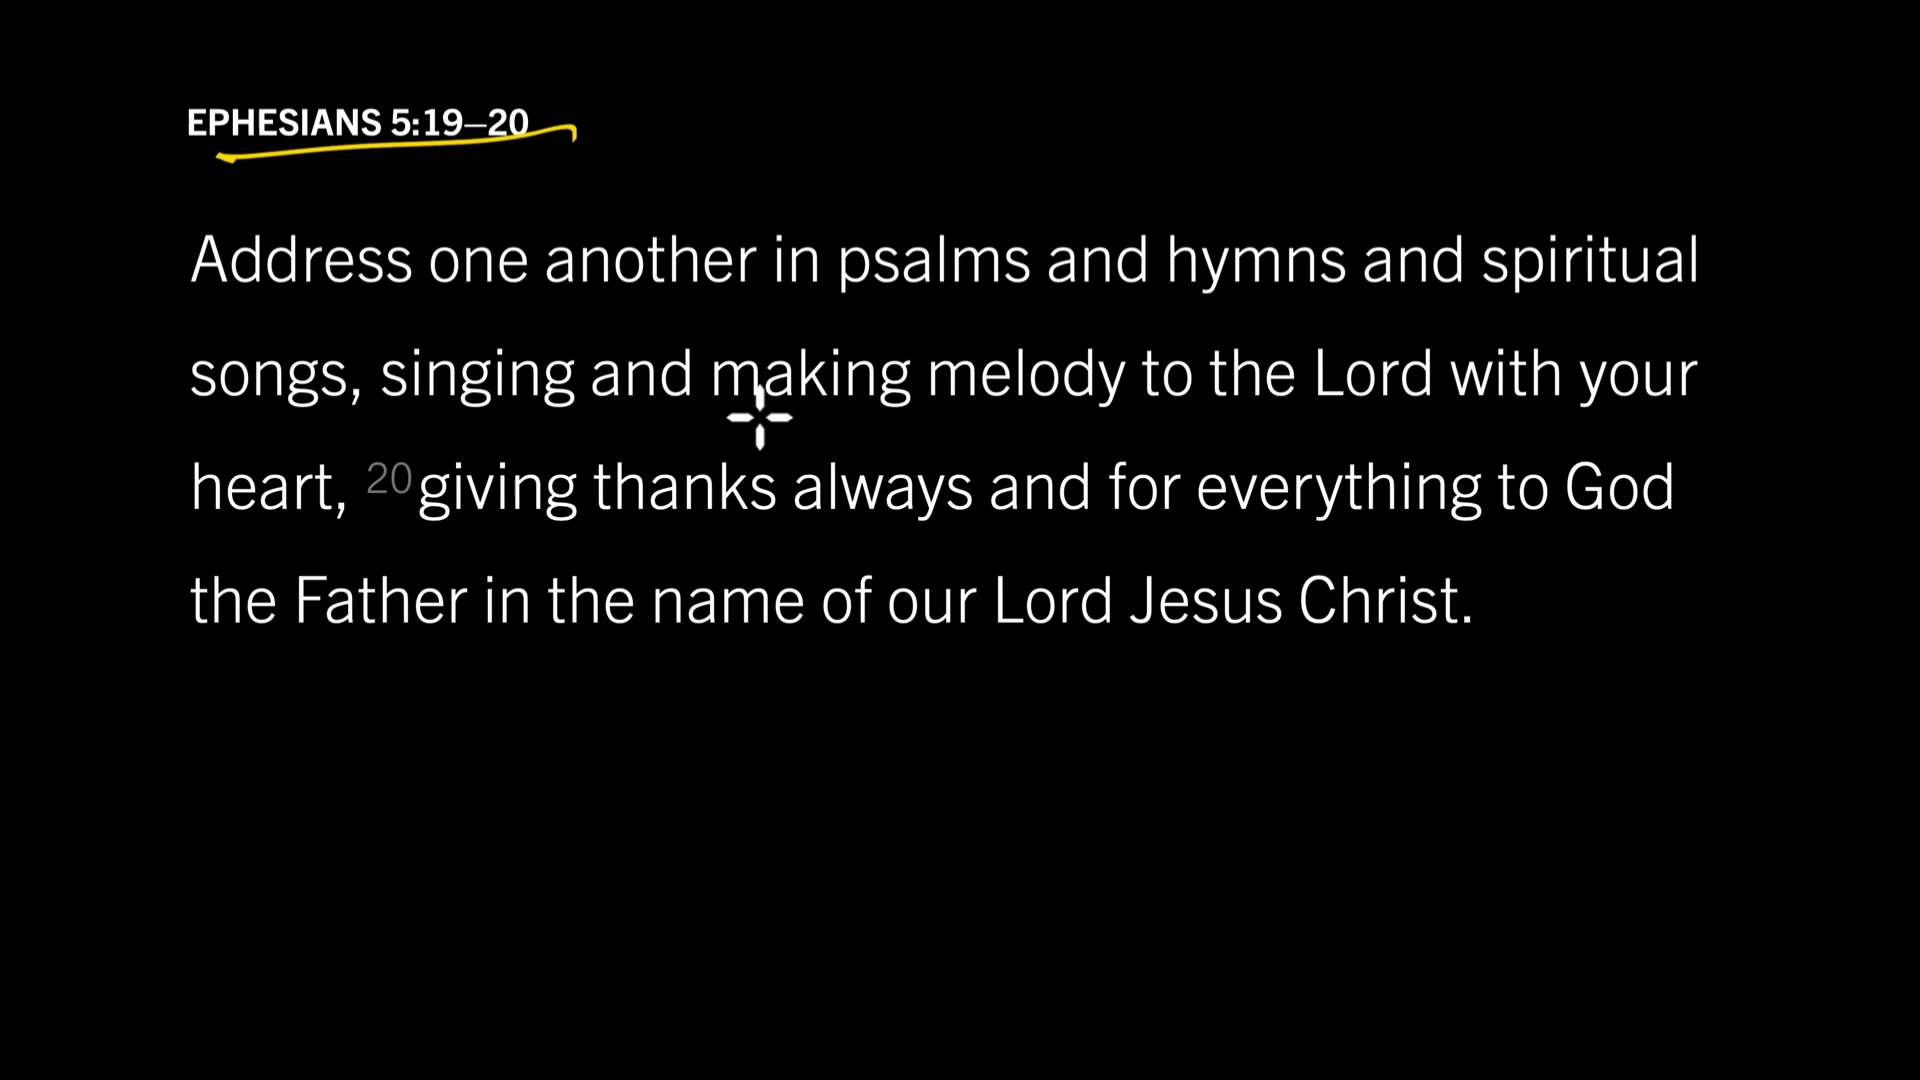 EPHESIANS 5:19–20
Address one another in psalms and hymns and spiritual
songs, singing and making melody to the Lord with your
heart, 20 giving thanks always and for everything to God
the Father in the name of our Lord Jesus Christ.